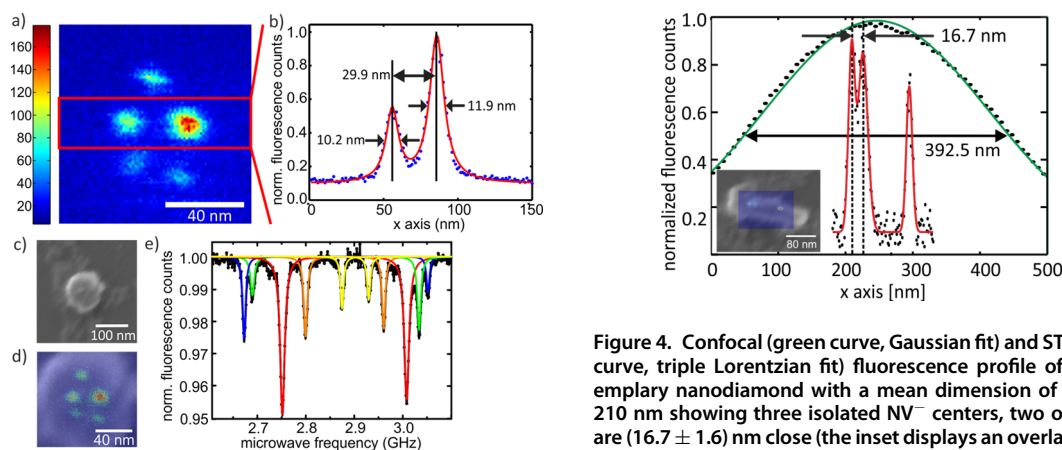 a)
160
140
120
100
80
60
40
20
0
40 nm
b)
norm. fluorescence counts
1.0
0.8
0.6
0.4
0.2
0
29.9 nm
11.9 nm
10.2 nm
0
50
100
150
x axis (nm)
c)
100 nm
d)
40 nm
e)
norm. fluorescence counts
1.00
0.99
0.98
0.97
0.96
0.95
2.7
2.8
2.9
3.0
microwave frequency (GHz)
normalized fluorescence counts
1.0
0.8
0.6
0.4
0.2
16.7 nm
392.5 nm
80 nm
0
100
200
300
400
500
x axis [nm]
Figure 4. Confocal (green curve, Gaussian fit) and ST
curve, triple Lorentzian fit) fluorescence profile of
emplary nanodiamond with a mean dimension of
210 nm showing three isolated NV− centers, two o
are (16.7 ± 1.6) nm close (the inset displays an overla